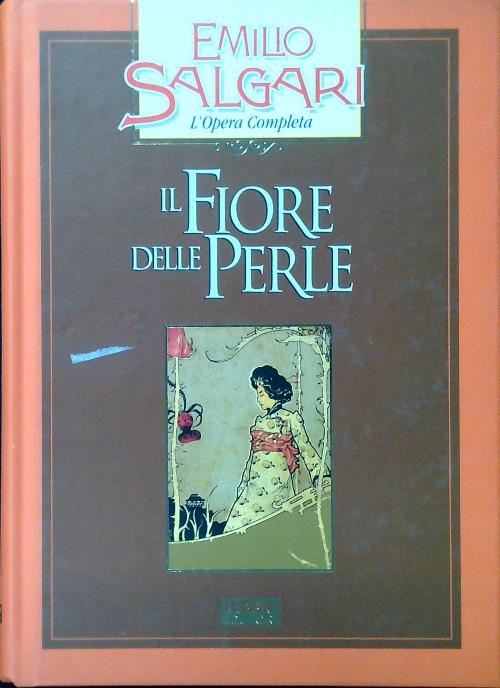 EMILIO
SALGARI
L'Opera Completa
IL FIORE
DELLE PERLE